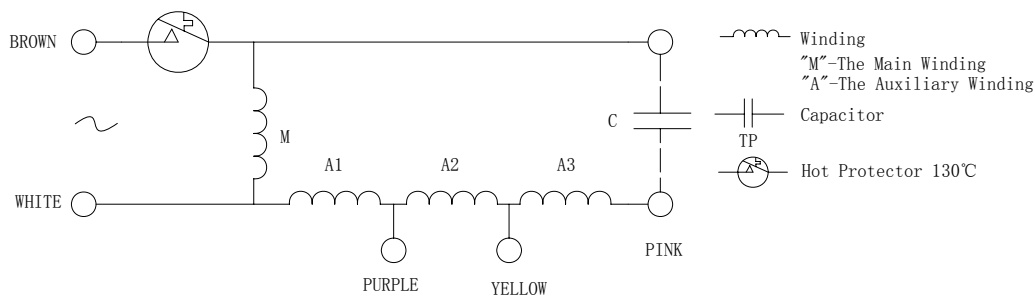 BROWN
WHITE
M
A1
A2
A3
C
PURPLE
YELLOW
PINK
Winding
"M"-The Main Winding
"A"-The Auxiliary Winding
Capacitor
TP
Hot Protector 130℃